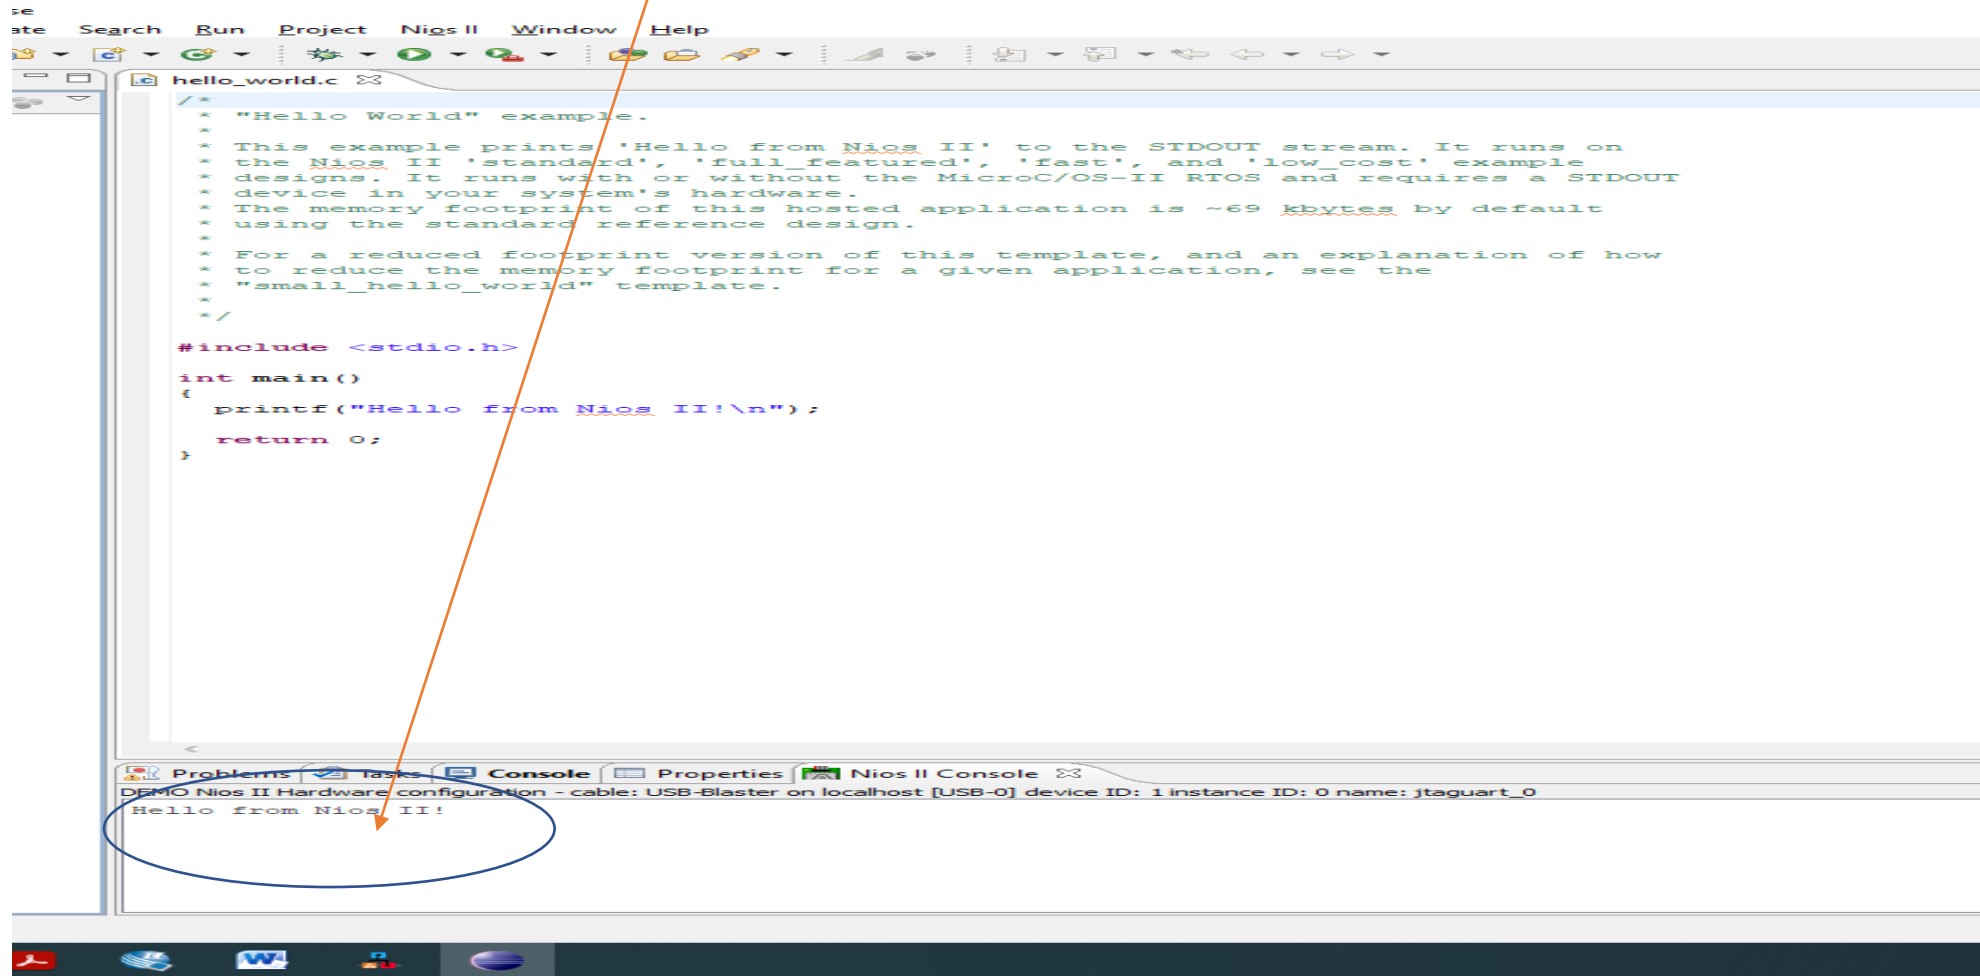 se
ate Search Run Project Nios II Window Help
hello_world.c
/*
* "Hello World" example.
*
* This example prints 'Hello from Nios II' to the STDOUT stream. It runs on
* the Nios II 'standard', 'full_featured', 'fast', and 'low_cost' example
* designs. It runs with or without the MicroC/OS-II RTOS and requires a STDOUT
* device in your system's hardware.
* The memory footprint of this hosted application is ~69 kbytes by default
* using the standard reference design.
*
* For a reduced footprint version of this template, and an explanation of how
* to reduce the memory footprint for a given application, see the
* "small_hello_world" template.
*
*/
#include <stdio.h>
int main()
{
printf("Hello from Nios II!\n");
return 0;
}
Problems Tasks Console Properties Nios II Console
DEMO Nios II Hardware configuration - cable: USB-Blaster on localhost [USB-0] device ID: 1 instance ID: 0 name: jtaguart_0
Hello from Nios II!